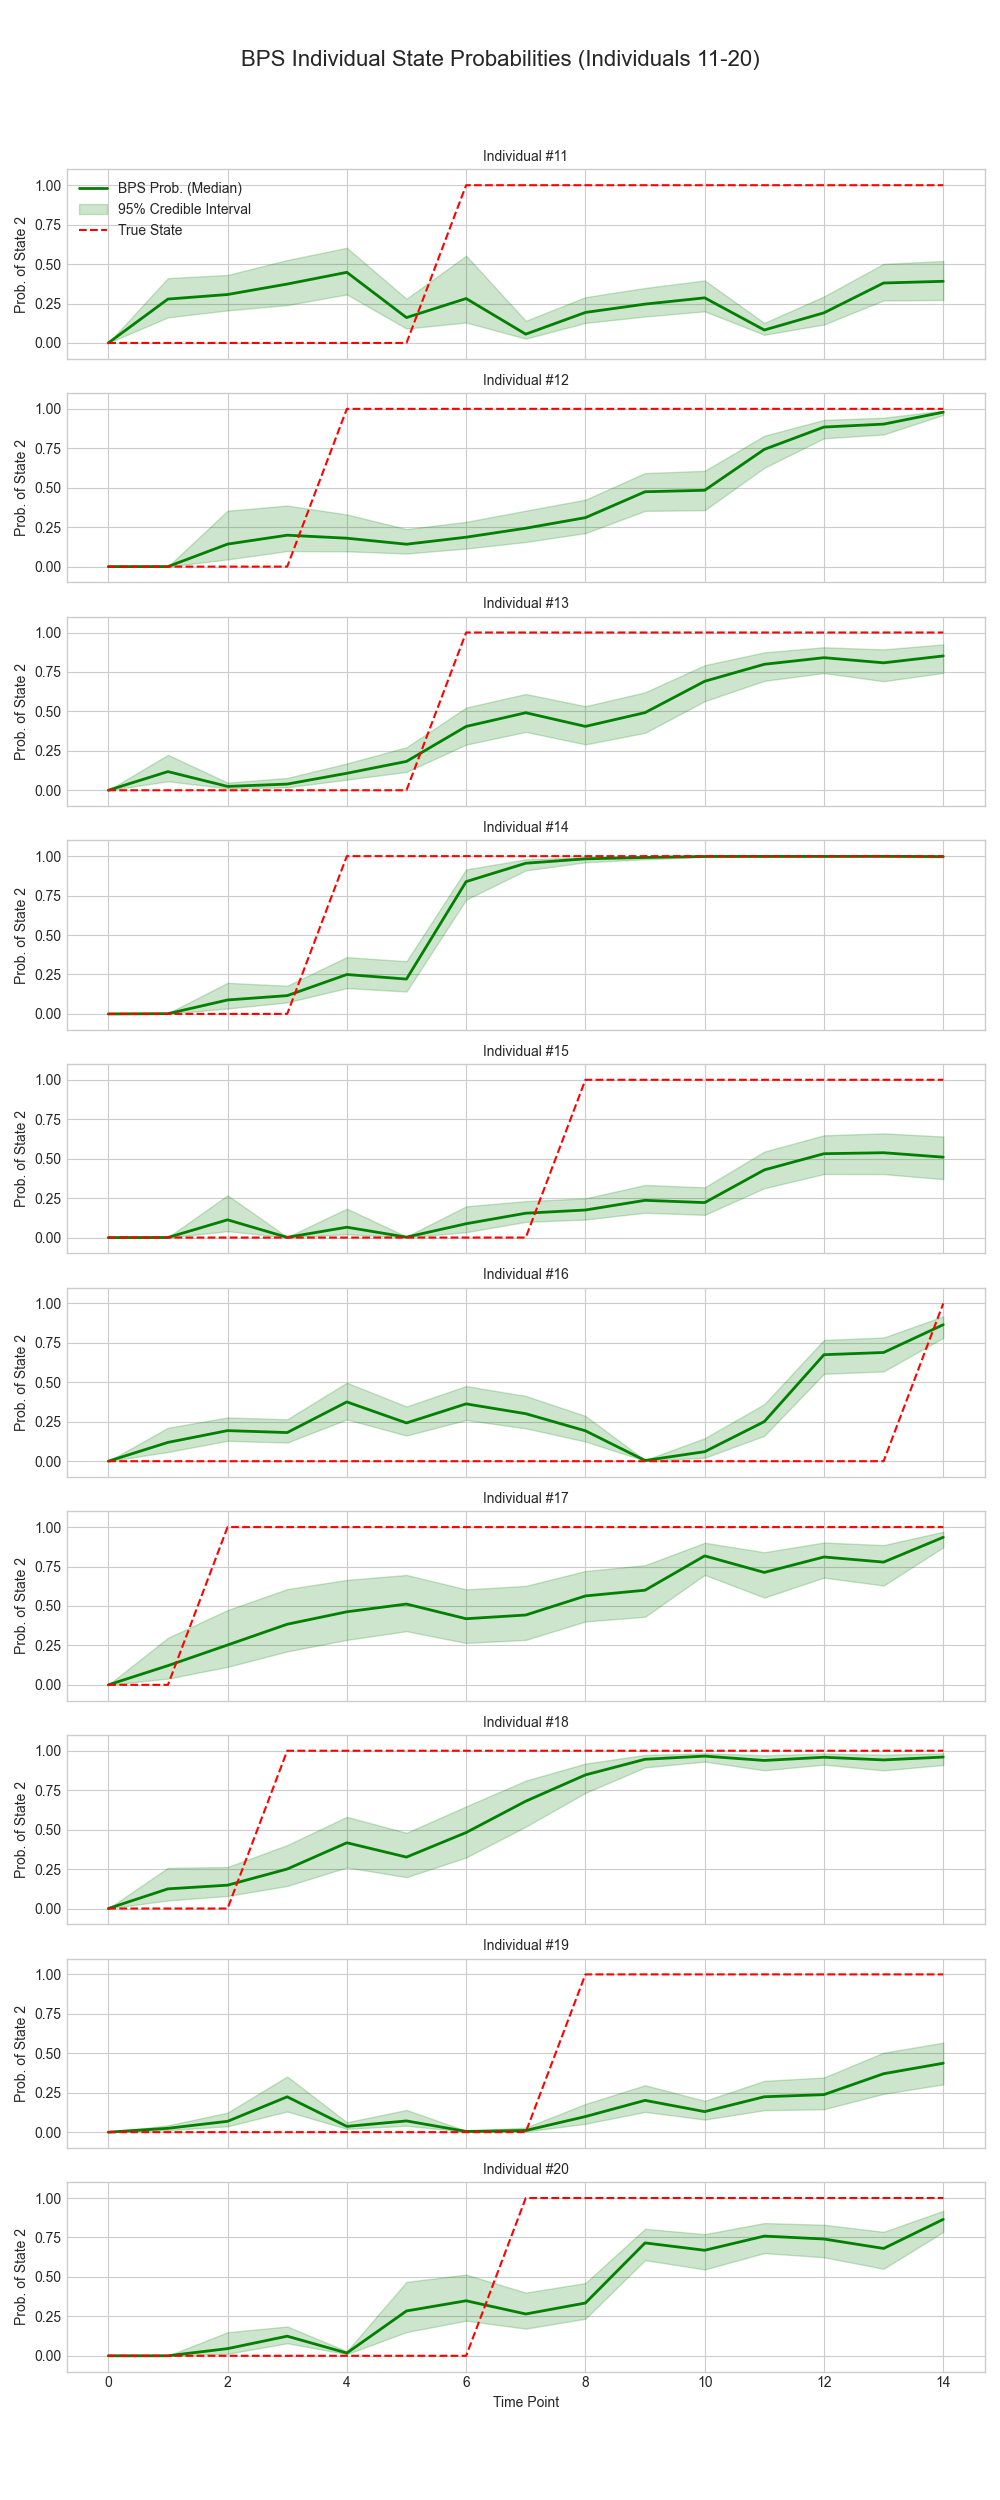 BPS Individual State Probabilities (Individuals 11-20)
Individual #11
BPS Prob. (Median)
95% Credible Interval
True State
Prob. of State 2
1.00
0.75
0.50
0.25
0.00
Individual #12
Prob. of State 2
1.00
0.75
0.50
0.25
0.00
Individual #13
Prob. of State 2
1.00
0.75
0.50
0.25
0.00
Individual #14
Prob. of State 2
1.00
0.75
0.50
0.25
0.00
Individual #15
Prob. of State 2
1.00
0.75
0.50
0.25
0.00
Individual #16
Prob. of State 2
1.00
0.75
0.50
0.25
0.00
Individual #17
Prob. of State 2
1.00
0.75
0.50
0.25
0.00
Individual #18
Prob. of State 2
1.00
0.75
0.50
0.25
0.00
Individual #19
Prob. of State 2
1.00
0.75
0.50
0.25
0.00
Individual #20
Prob. of State 2
1.00
0.75
0.50
0.25
0.00
0 2 4 6 8 10 12 14
Time Point